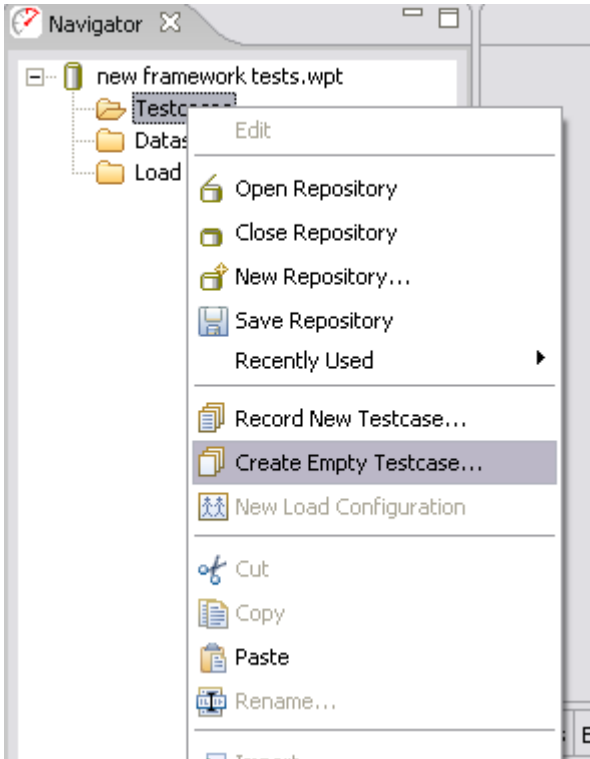 Navigator
new framework tests.wpt
Edit
Load
Open Repository
Close Repository
New Repository...
Save Repository
Recently Used
Record New Testcase...
Create Empty Testcase...
New Load Configuration
Cut
Copy
Paste
Rename...